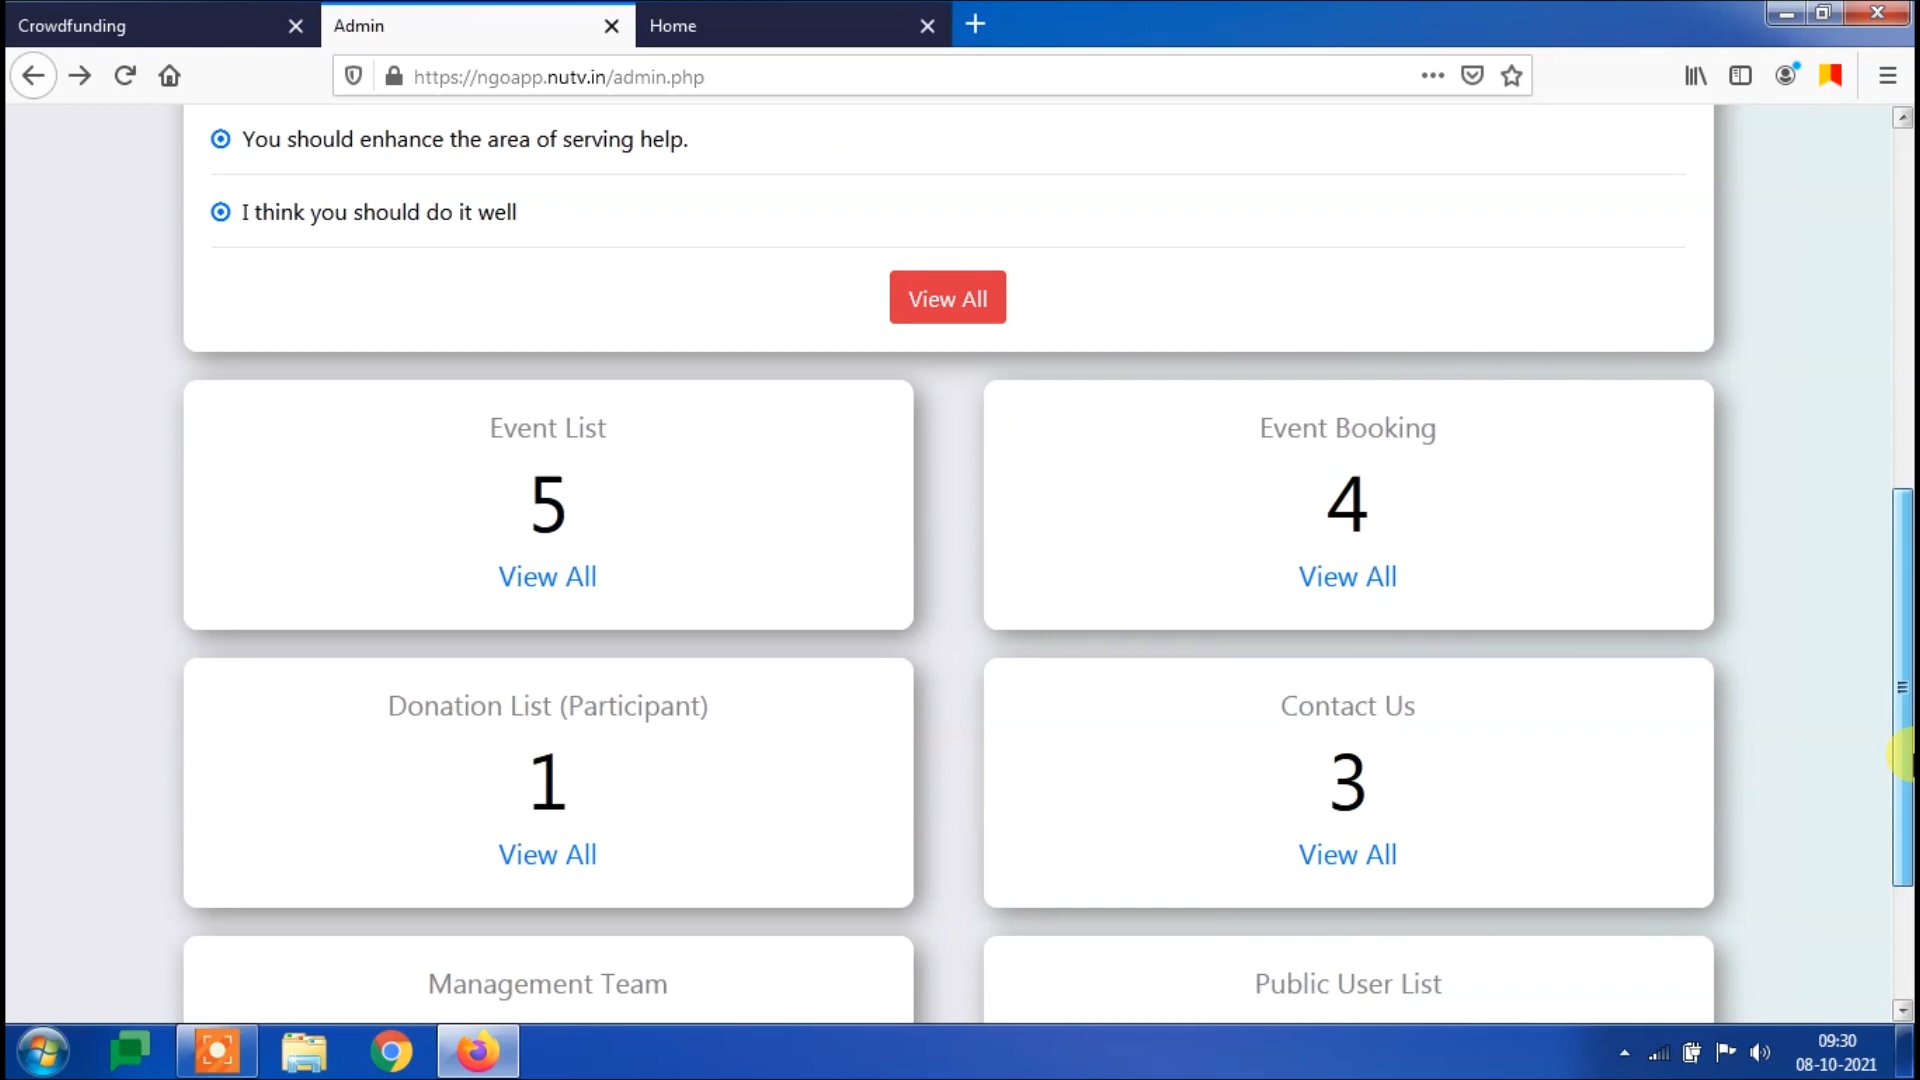 Crowdfunding
Admin
Home
https://ngoapp.nutv.in/admin.php
You should enhance the area of serving help.
I think you should do it well
View All
Event List
5
View All
Event Booking
4
View All
Donation List (Participant)
1
View All
Contact Us
3
View All
Management Team
Public User List
09:30
08-10-2021